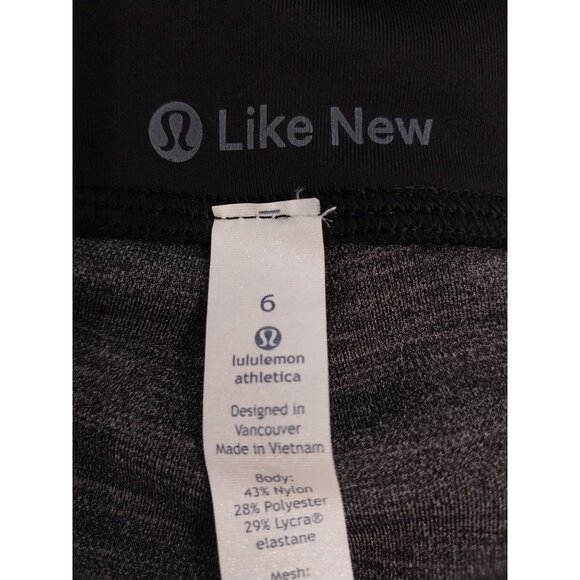 Like New
6
lululemon
athletica
Designed in
Vancouver
Made in Vietnam
Body:
43% Nylon
28% Polyester
29% Lycra®
elastane
Mesh: